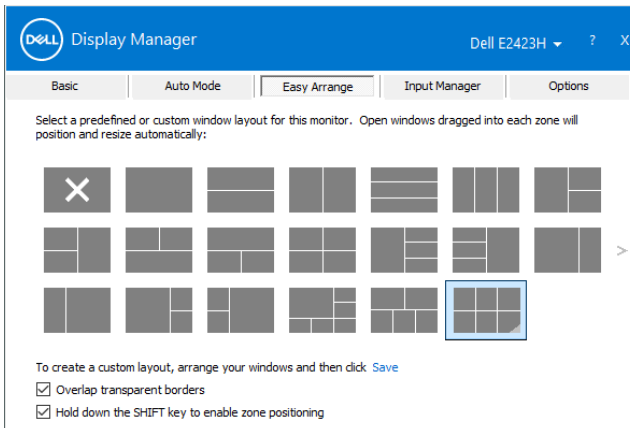 DELL Display Manager
Dell E2423H ? X
Basic Auto Mode Easy Arrange Input Manager Options
Select a predefined or custom window layout for this monitor. Open windows dragged into each zone will
position and resize automatically:
To create a custom layout, arrange your windows and then click Save
Overlap transparent borders
Hold down the SHIFT key to enable zone positioning